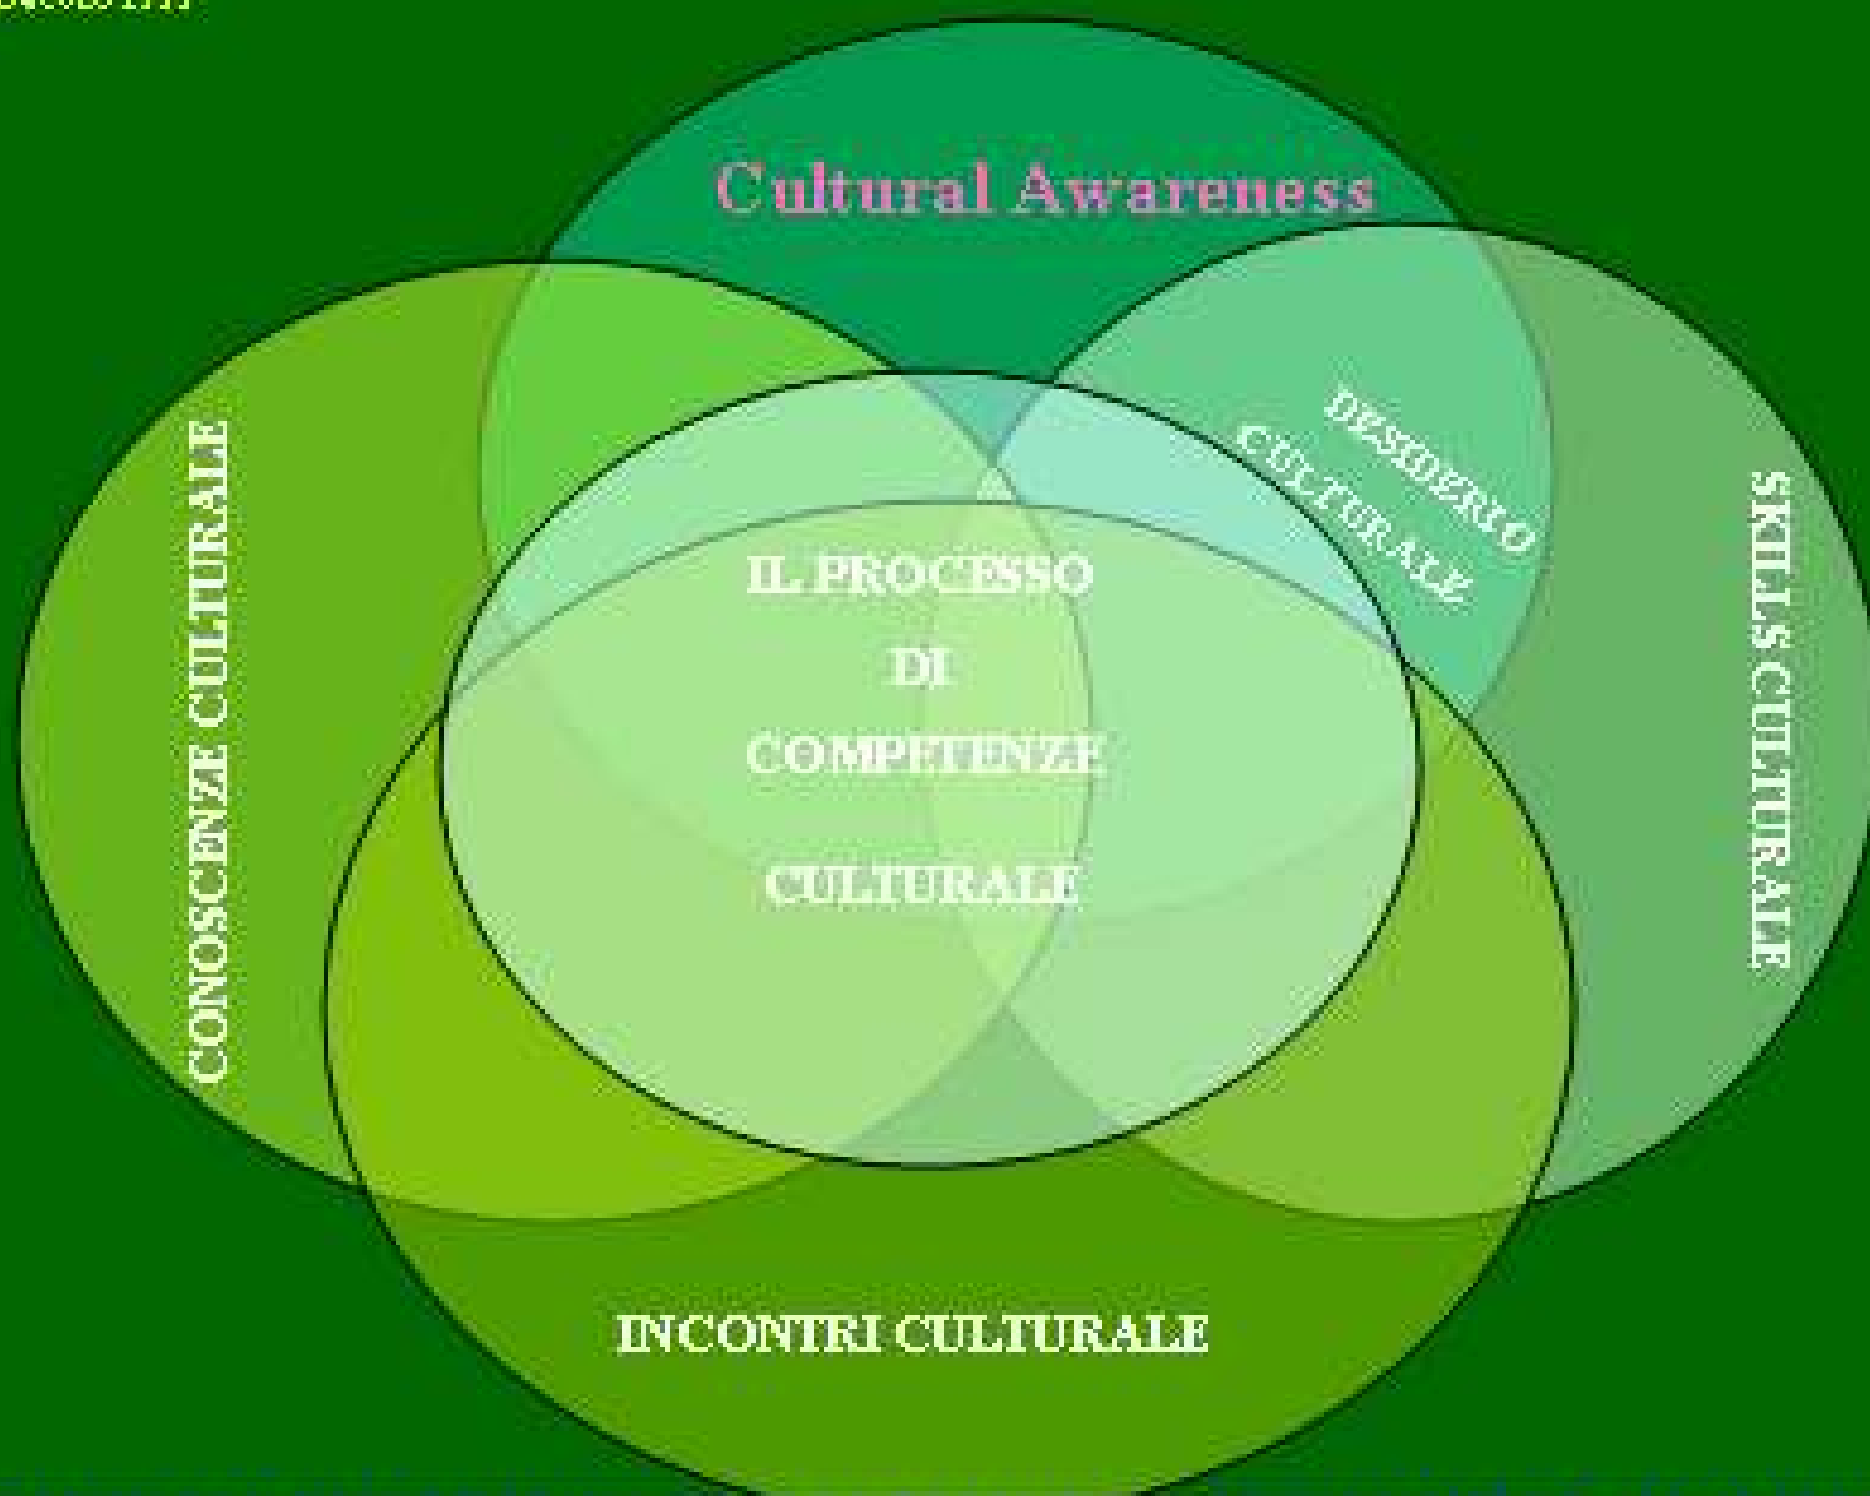 Cultural Awareness
DESIDERIO
CULTURALE
CONOSCENZE CULTURALE
SKILLS CULTURALE
IL PROCESSO
DI
COMPETENZE
CULTURALE
INCONTRI CULTURALE